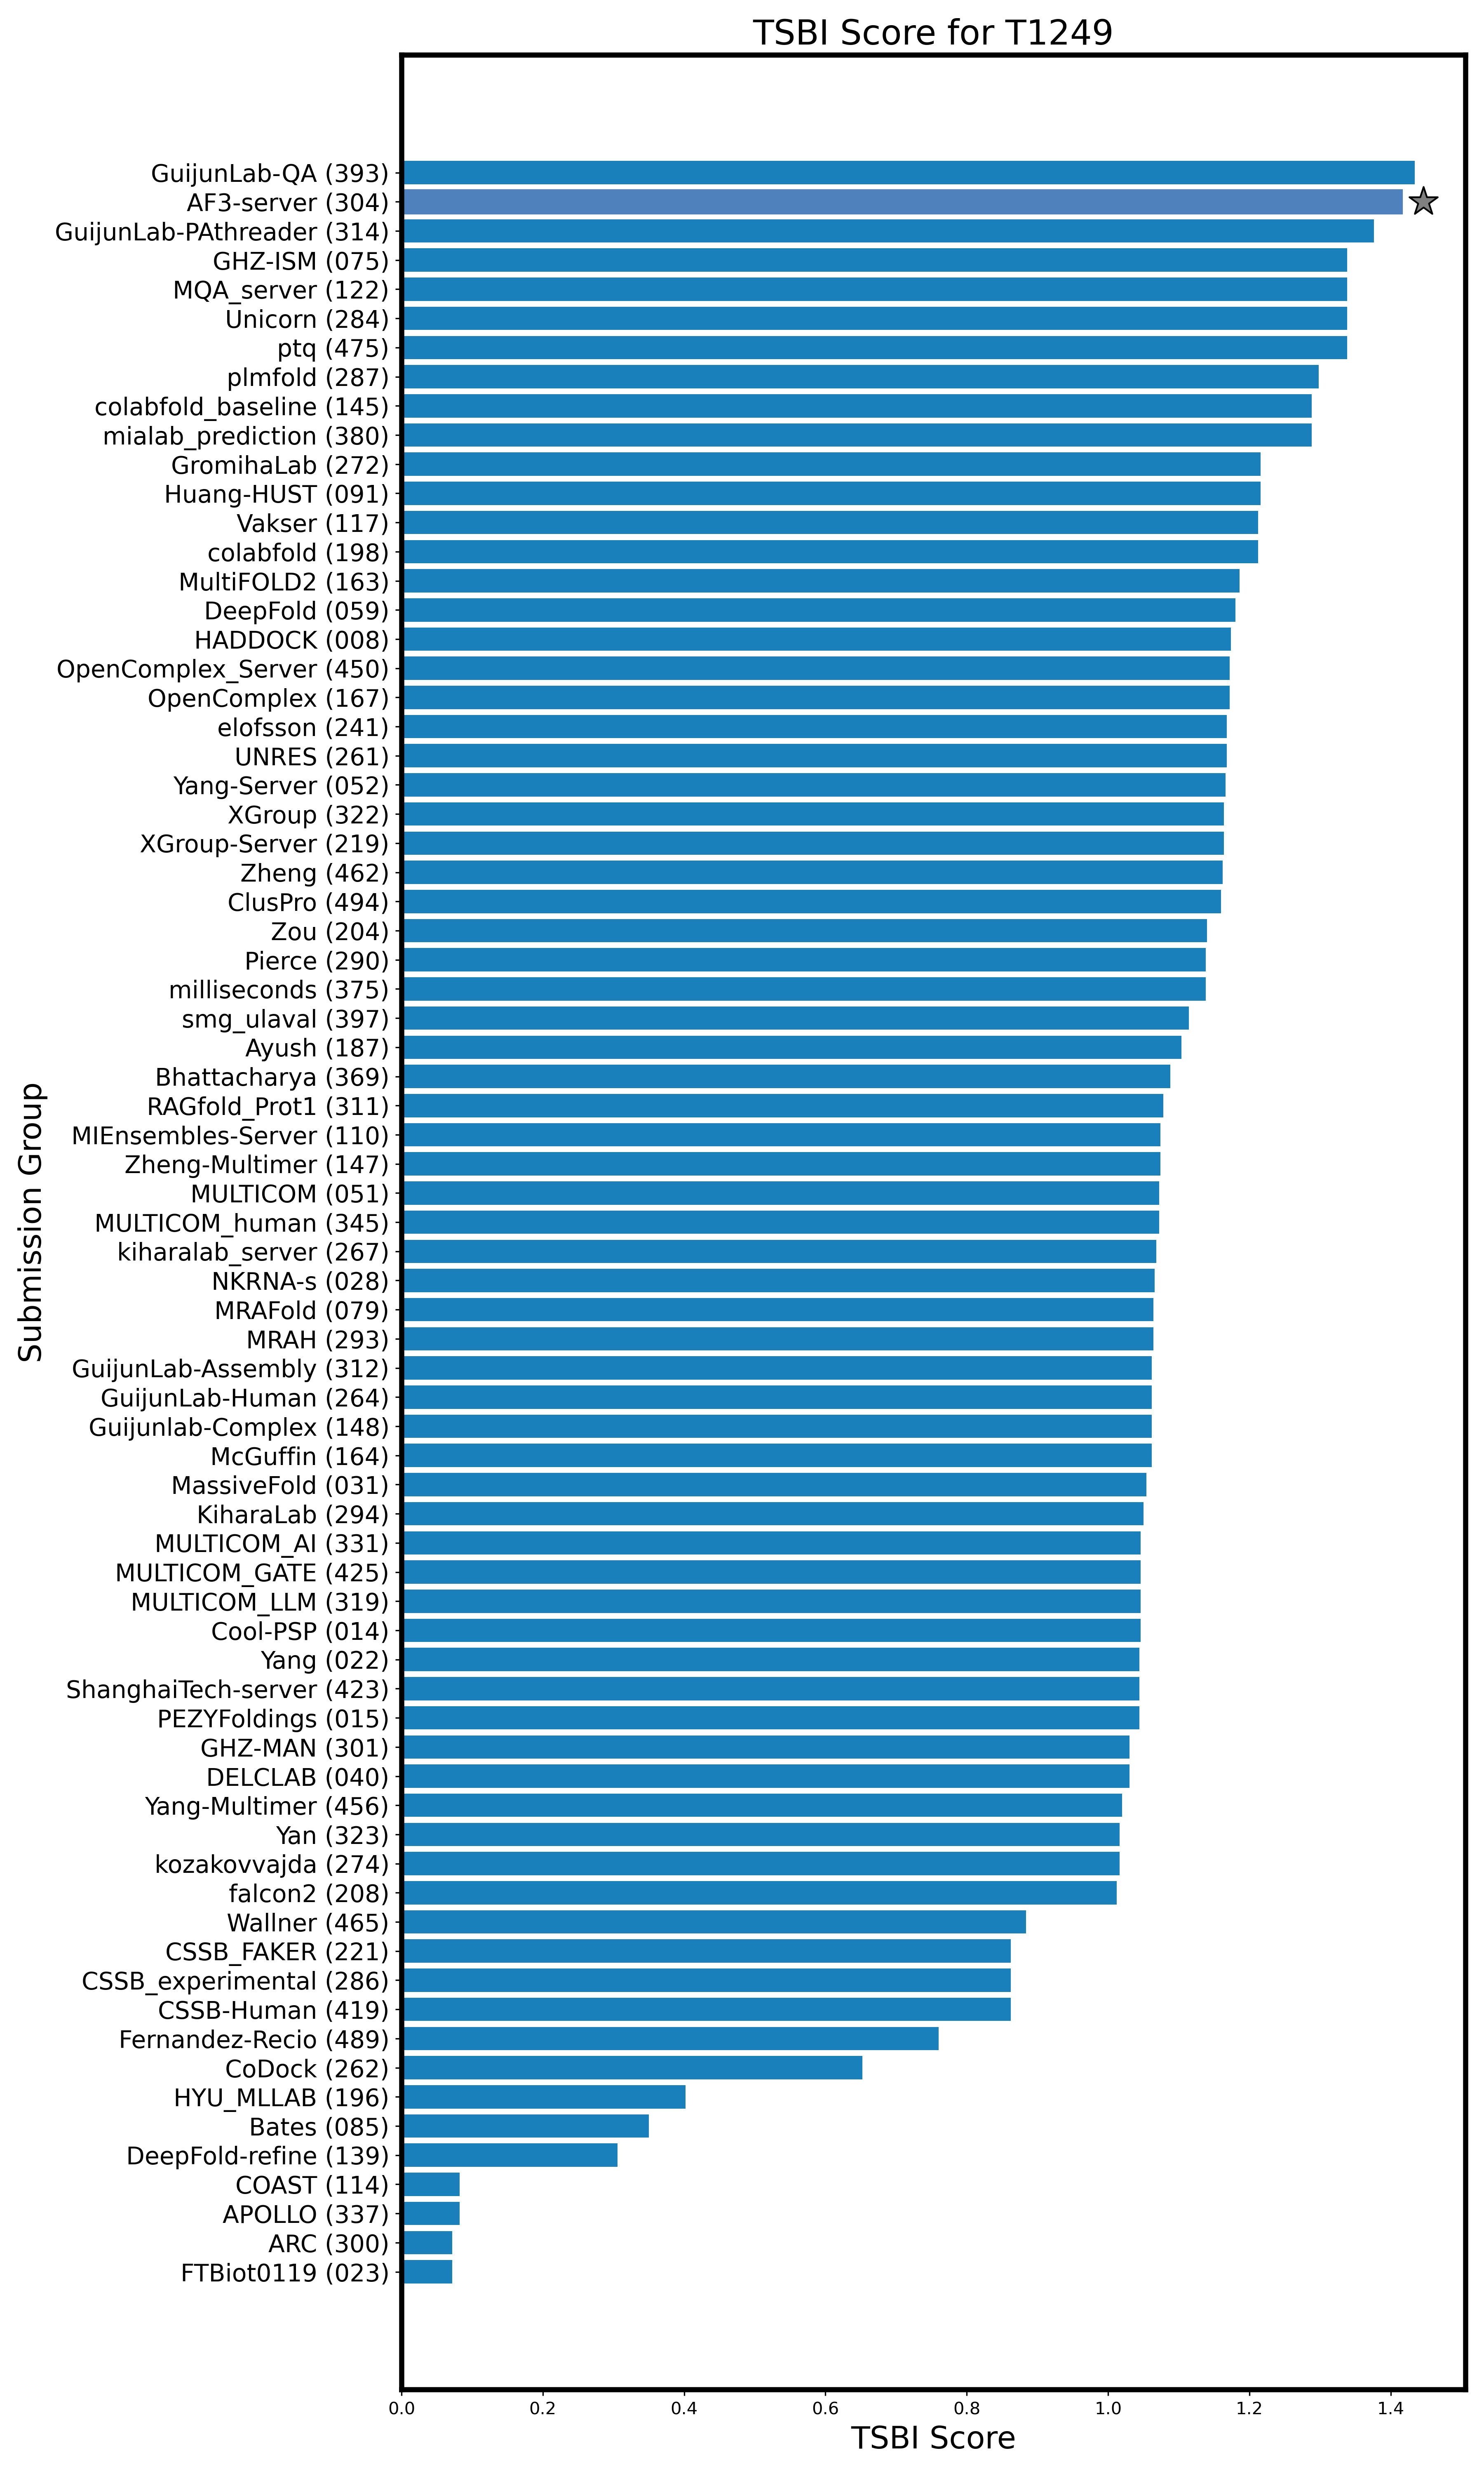 TSBI Score for T1249
GuijunLab-QA (393)
AF3-server (304)
GuijunLab-PAthreader (314)
GHZ-ISM (075)
MQA_server (122)
Unicorn (284)
ptq (475)
plmfold (287)
colabfold_baseline (145)
mialab_prediction (380)
GromihaLab (272)
Huang-HUST (091)
Vakser (117)
colabfold (198)
MultiFOLD2 (163)
DeepFold (059)
HADDOCK (008)
OpenComplex_Server (450)
OpenComplex (167)
elofsson (241)
UNRES (261)
Yang-Server (052)
XGroup (322)
XGroup-Server (219)
Zheng (462)
ClusPro (494)
Zou (204)
Pierce (290)
milliseconds (375)
smg_ulaval (397)
Ayush (187)
Bhattacharya (369)
RAGfold_Prot1 (311)
MIEnsembles-Server (110)
Zheng-Multimer (147)
MULTICOM (051)
MULTICOM_human (345)
kiharalab_server (267)
NKRNA-s (028)
MRAFold (079)
MRAH (293)
GuijunLab-Assembly (312)
GuijunLab-Human (264)
Guijunlab-Complex (148)
McGuffin (164)
MassiveFold (031)
KiharaLab (294)
MULTICOM_AI (331)
MULTICOM_GATE (425)
MULTICOM_LLM (319)
Cool-PSP (014)
Yang (022)
ShanghaiTech-server (423)
PEZYFoldings (015)
GHZ-MAN (301)
DELCLAB (040)
Yang-Multimer (456)
Yan (323)
kozakovvajda (274)
falcon2 (208)
Wallner (465)
CSSB_FAKER (221)
CSSB_experimental (286)
CSSB-Human (419)
Fernandez-Recio (489)
CoDock (262)
HYU_MLLAB (196)
Bates (085)
DeepFold-refine (139)
COAST (114)
APOLLO (337)
ARC (300)
FTBiot0119 (023)
Submission Group
0.0 0.2 0.4 0.6 0.8 1.0 1.2 1.4
TSBI Score